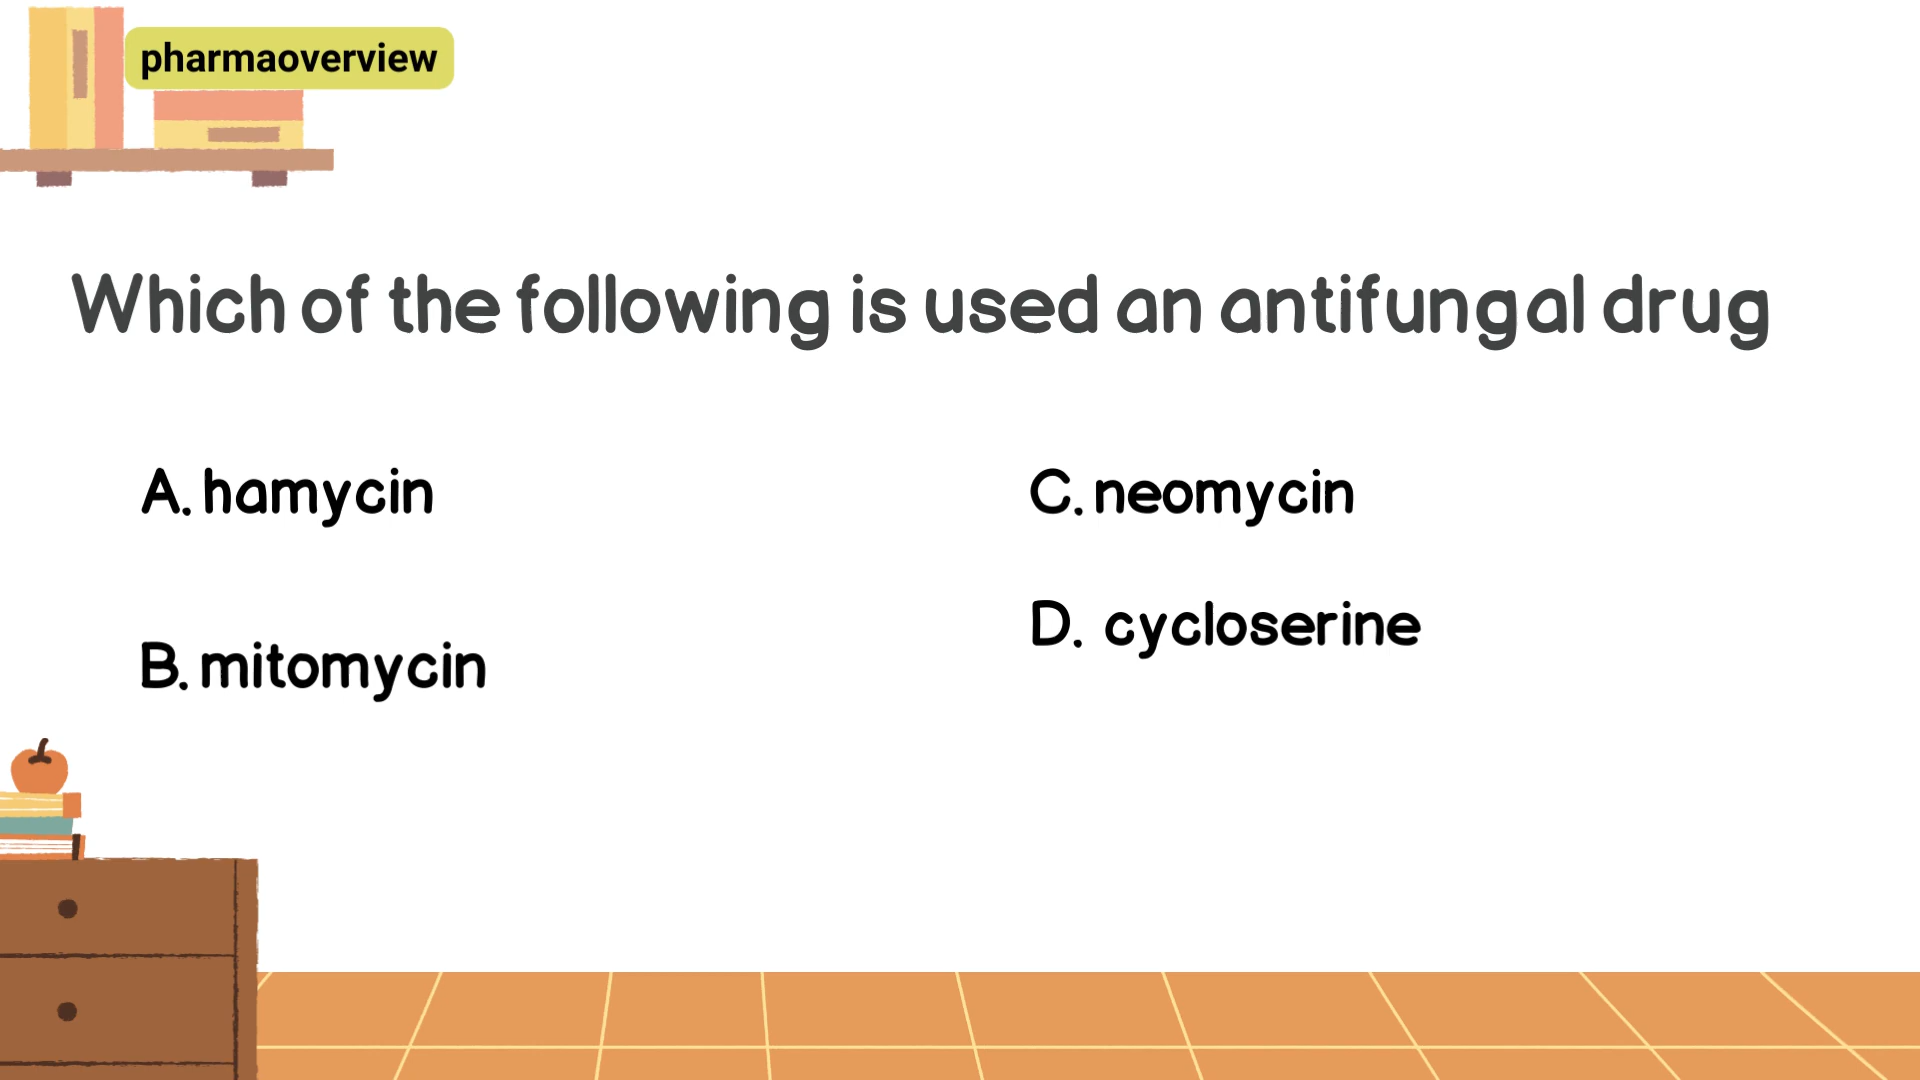 pharmaoverview
Which of the following is used an antifungal drug
A. hamycin
B. mitomycin
C. neomycin
D. cycloserine